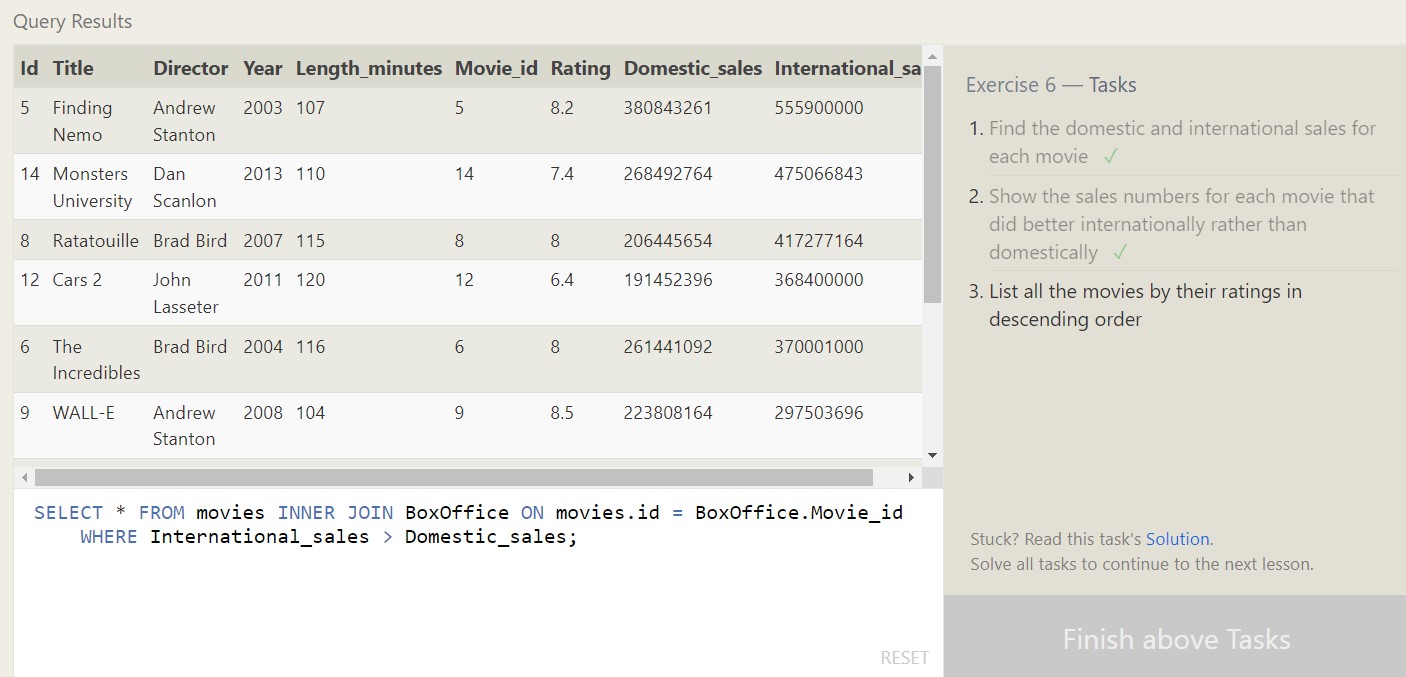 Query Results
Id Title Director Year Length_minutes Movie_id Rating Domestic_sales International_sa
5 Finding Nemo Andrew Stanton 2003 107 5 8.2 380843261 555900000
14 Monsters University Dan Scanlon 2013 110 14 7.4 268492764 475066843
8 Ratatouille Brad Bird 2007 115 8 8 206445654 417277164
12 Cars 2 John Lasseter 2011 120 12 6.4 191452396 368400000
6 The Incredibles Brad Bird 2004 116 6 8 261441092 370001000
9 WALL-E Andrew Stanton 2008 104 9 8.5 223808164 297503696
SELECT * FROM movies INNER JOIN BoxOffice ON movies.id = BoxOffice.Movie_id
WHERE International_sales > Domestic_sales;
RESET
Exercise 6 — Tasks
1. Find the domestic and international sales for
each movie ✓
2. Show the sales numbers for each movie that
did better internationally rather than
domestically ✓
3. List all the movies by their ratings in
descending order
Stuck? Read this task's Solution.
Solve all tasks to continue to the next lesson.
Finish above Tasks